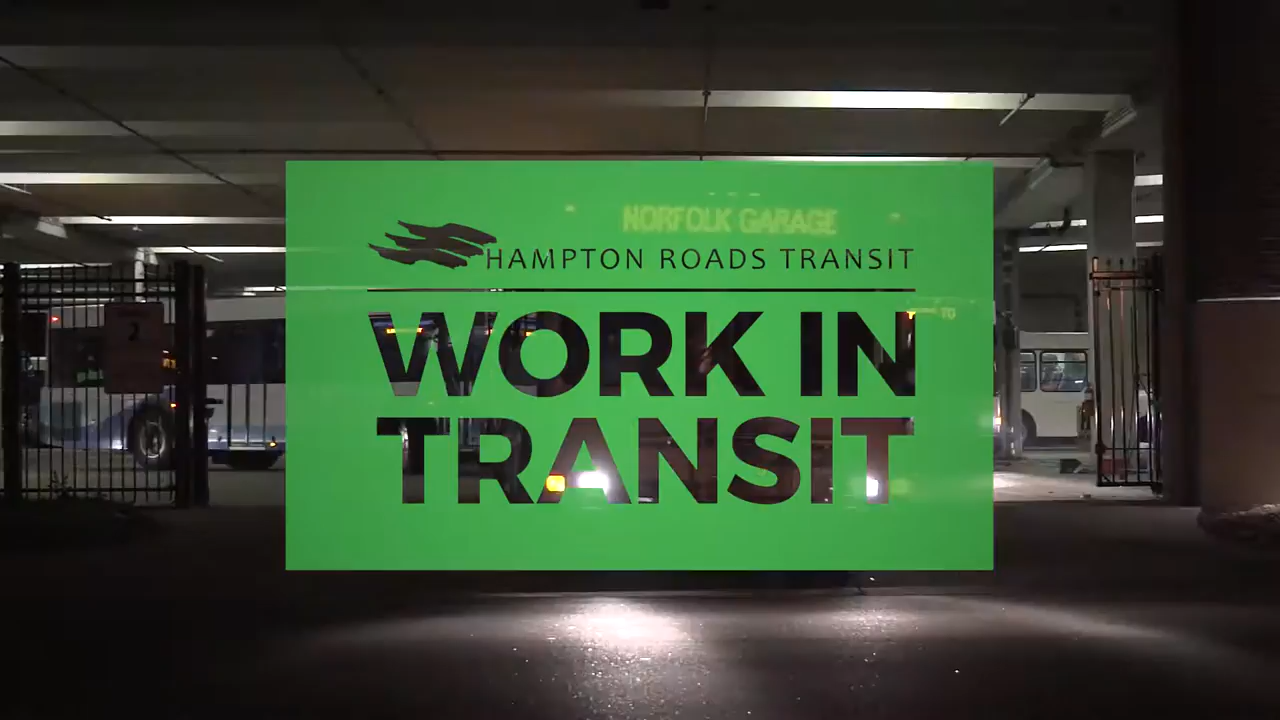 NORFOLK GARAGE
HAMPTON ROADS TRANSIT
WORK IN
TRANSIT